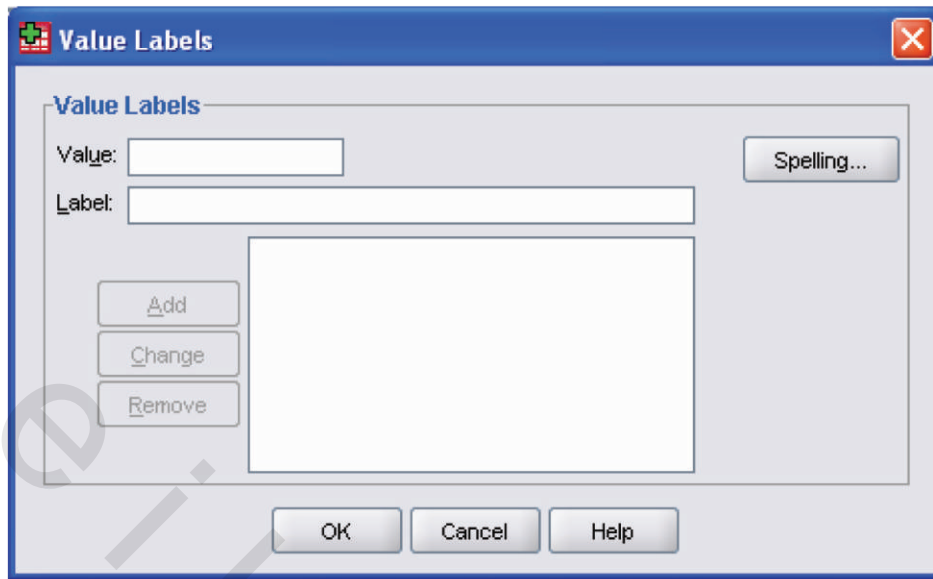 Value Labels
Value Labels
Value:
Spelling...
Label:
Add
Change
Remove
OK Cancel Help